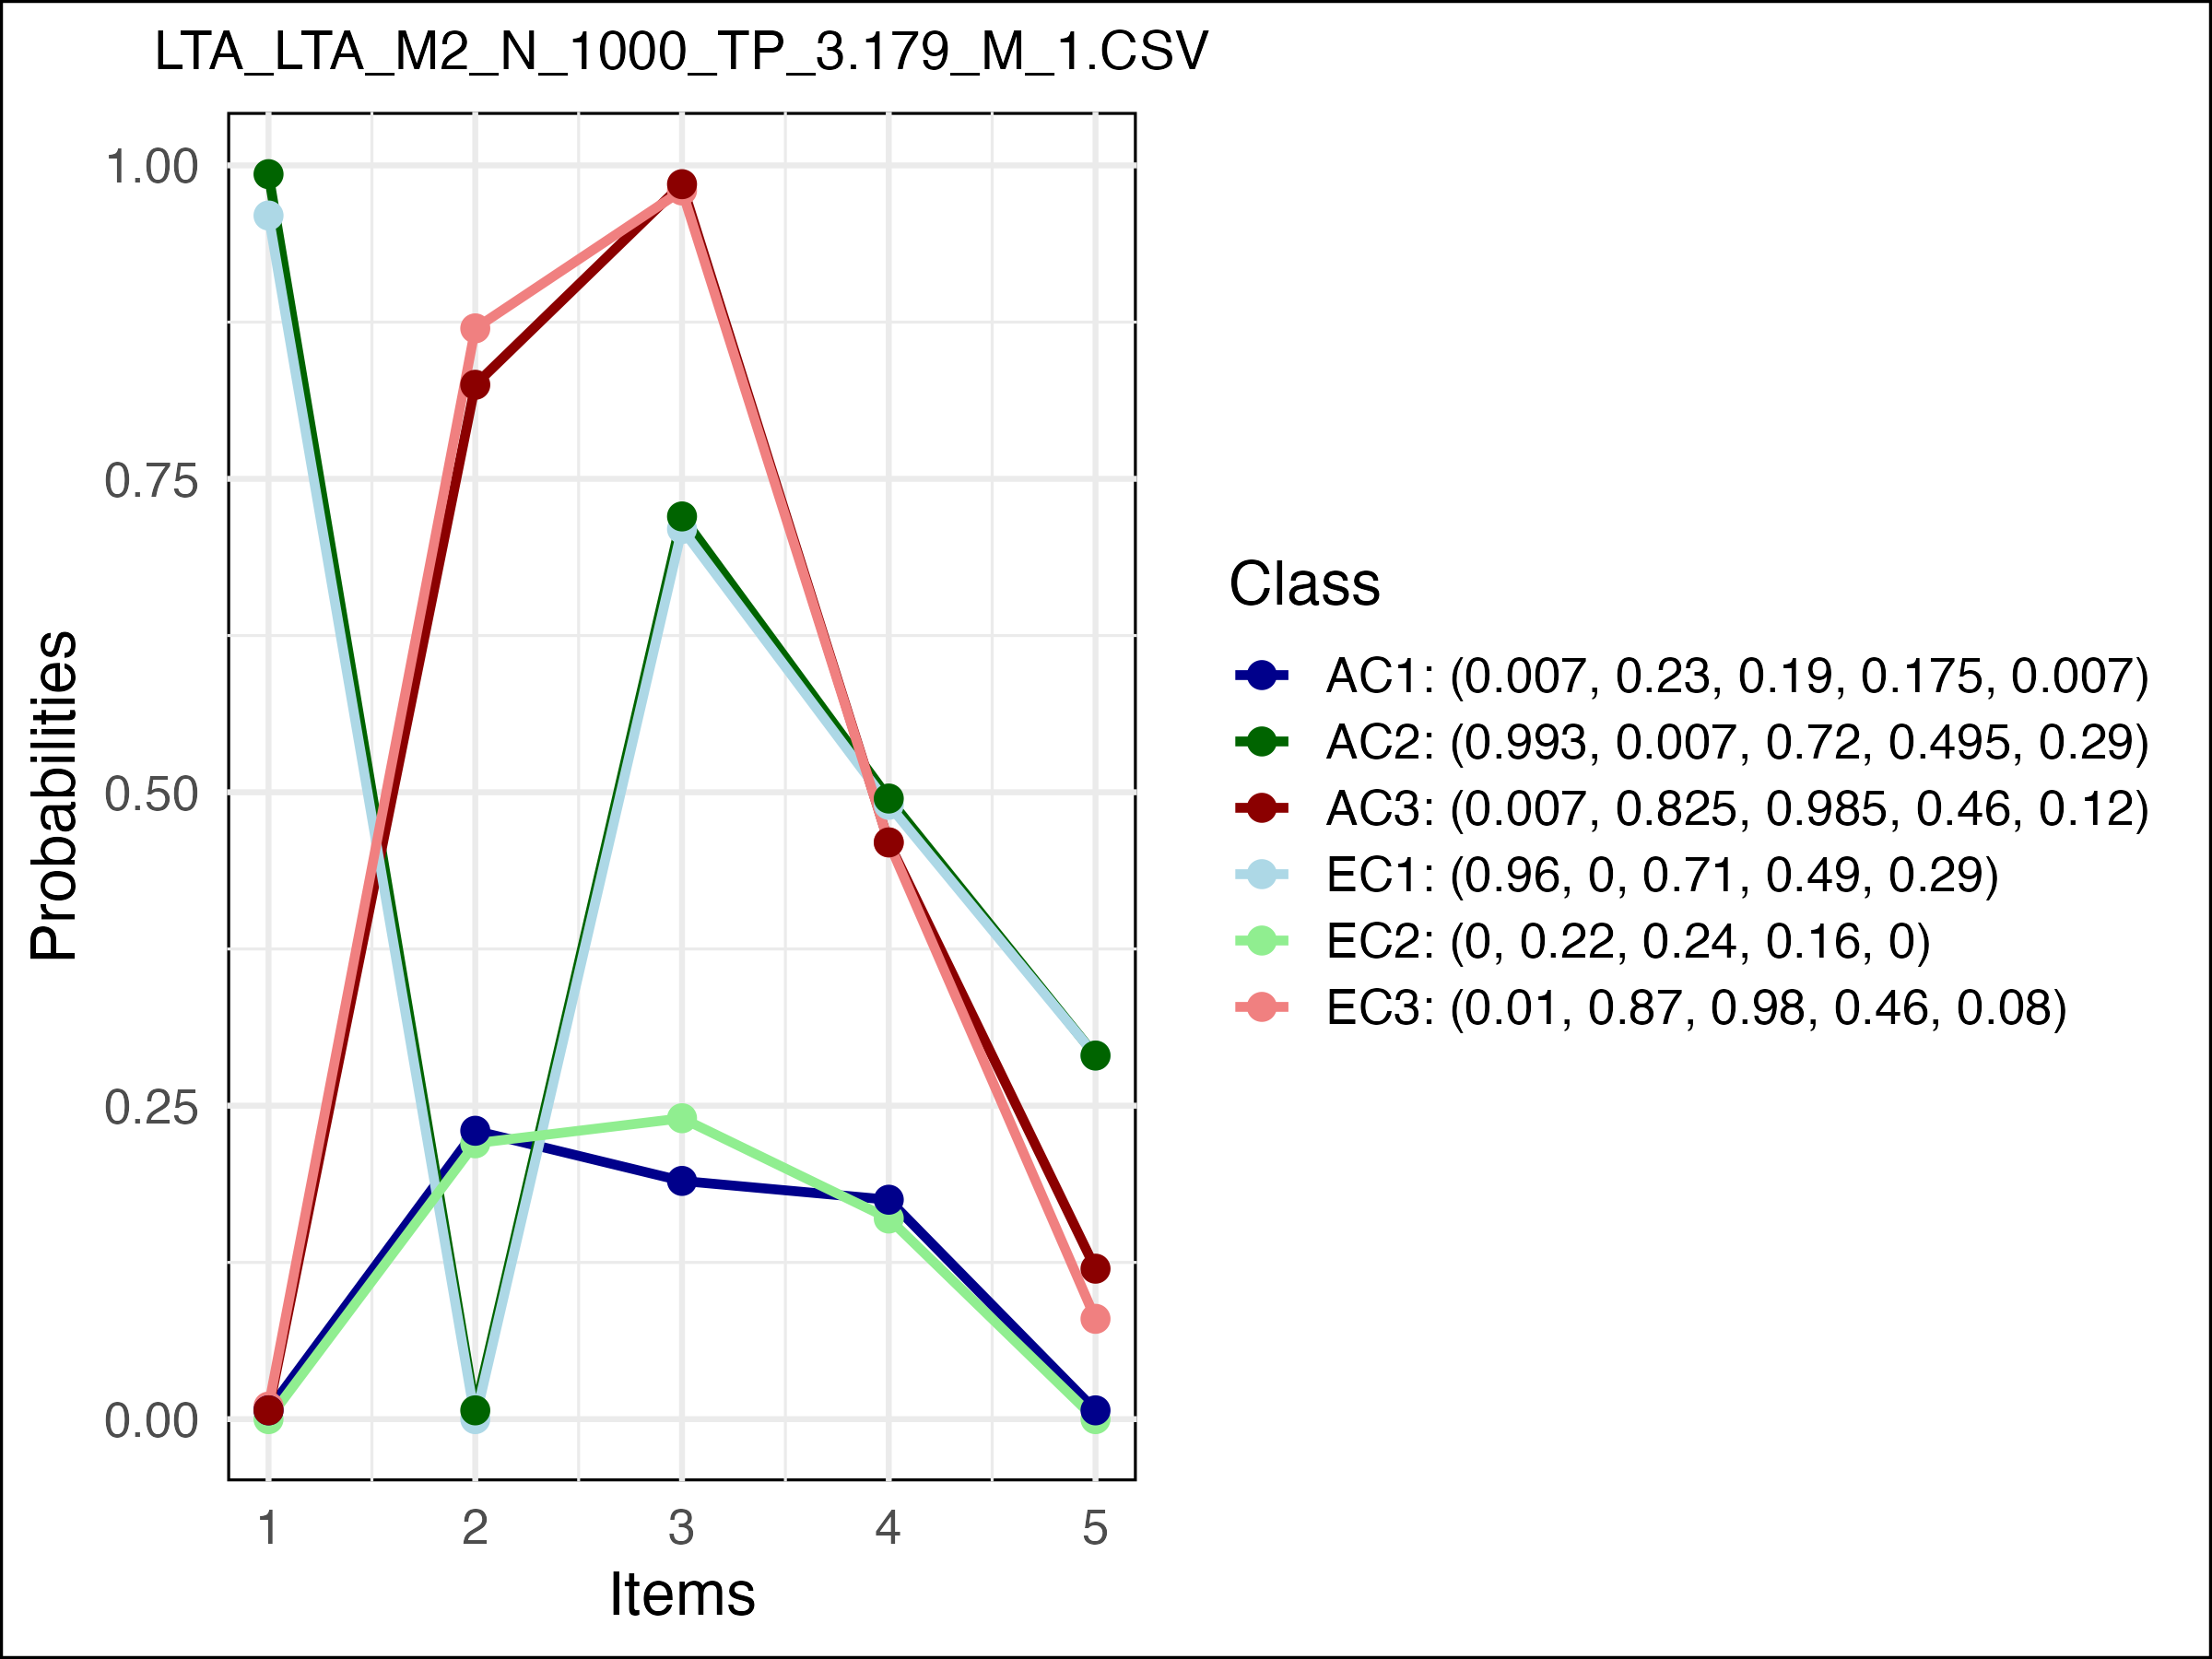 LTA_LTA_M2_N_1000_TP_3.179_M_1.CSV
1.00
0.75
0.50
0.25
0.00
Probabilities
1 2 3 4 5
Items
Class
AC1: (0.007, 0.23, 0.19, 0.175, 0.007)
AC2: (0.993, 0.007, 0.72, 0.495, 0.29)
AC3: (0.007, 0.825, 0.985, 0.46, 0.12)
EC1: (0.96, 0, 0.71, 0.49, 0.29)
EC2: (0, 0.22, 0.24, 0.16, 0)
EC3: (0.01, 0.87, 0.98, 0.46, 0.08)